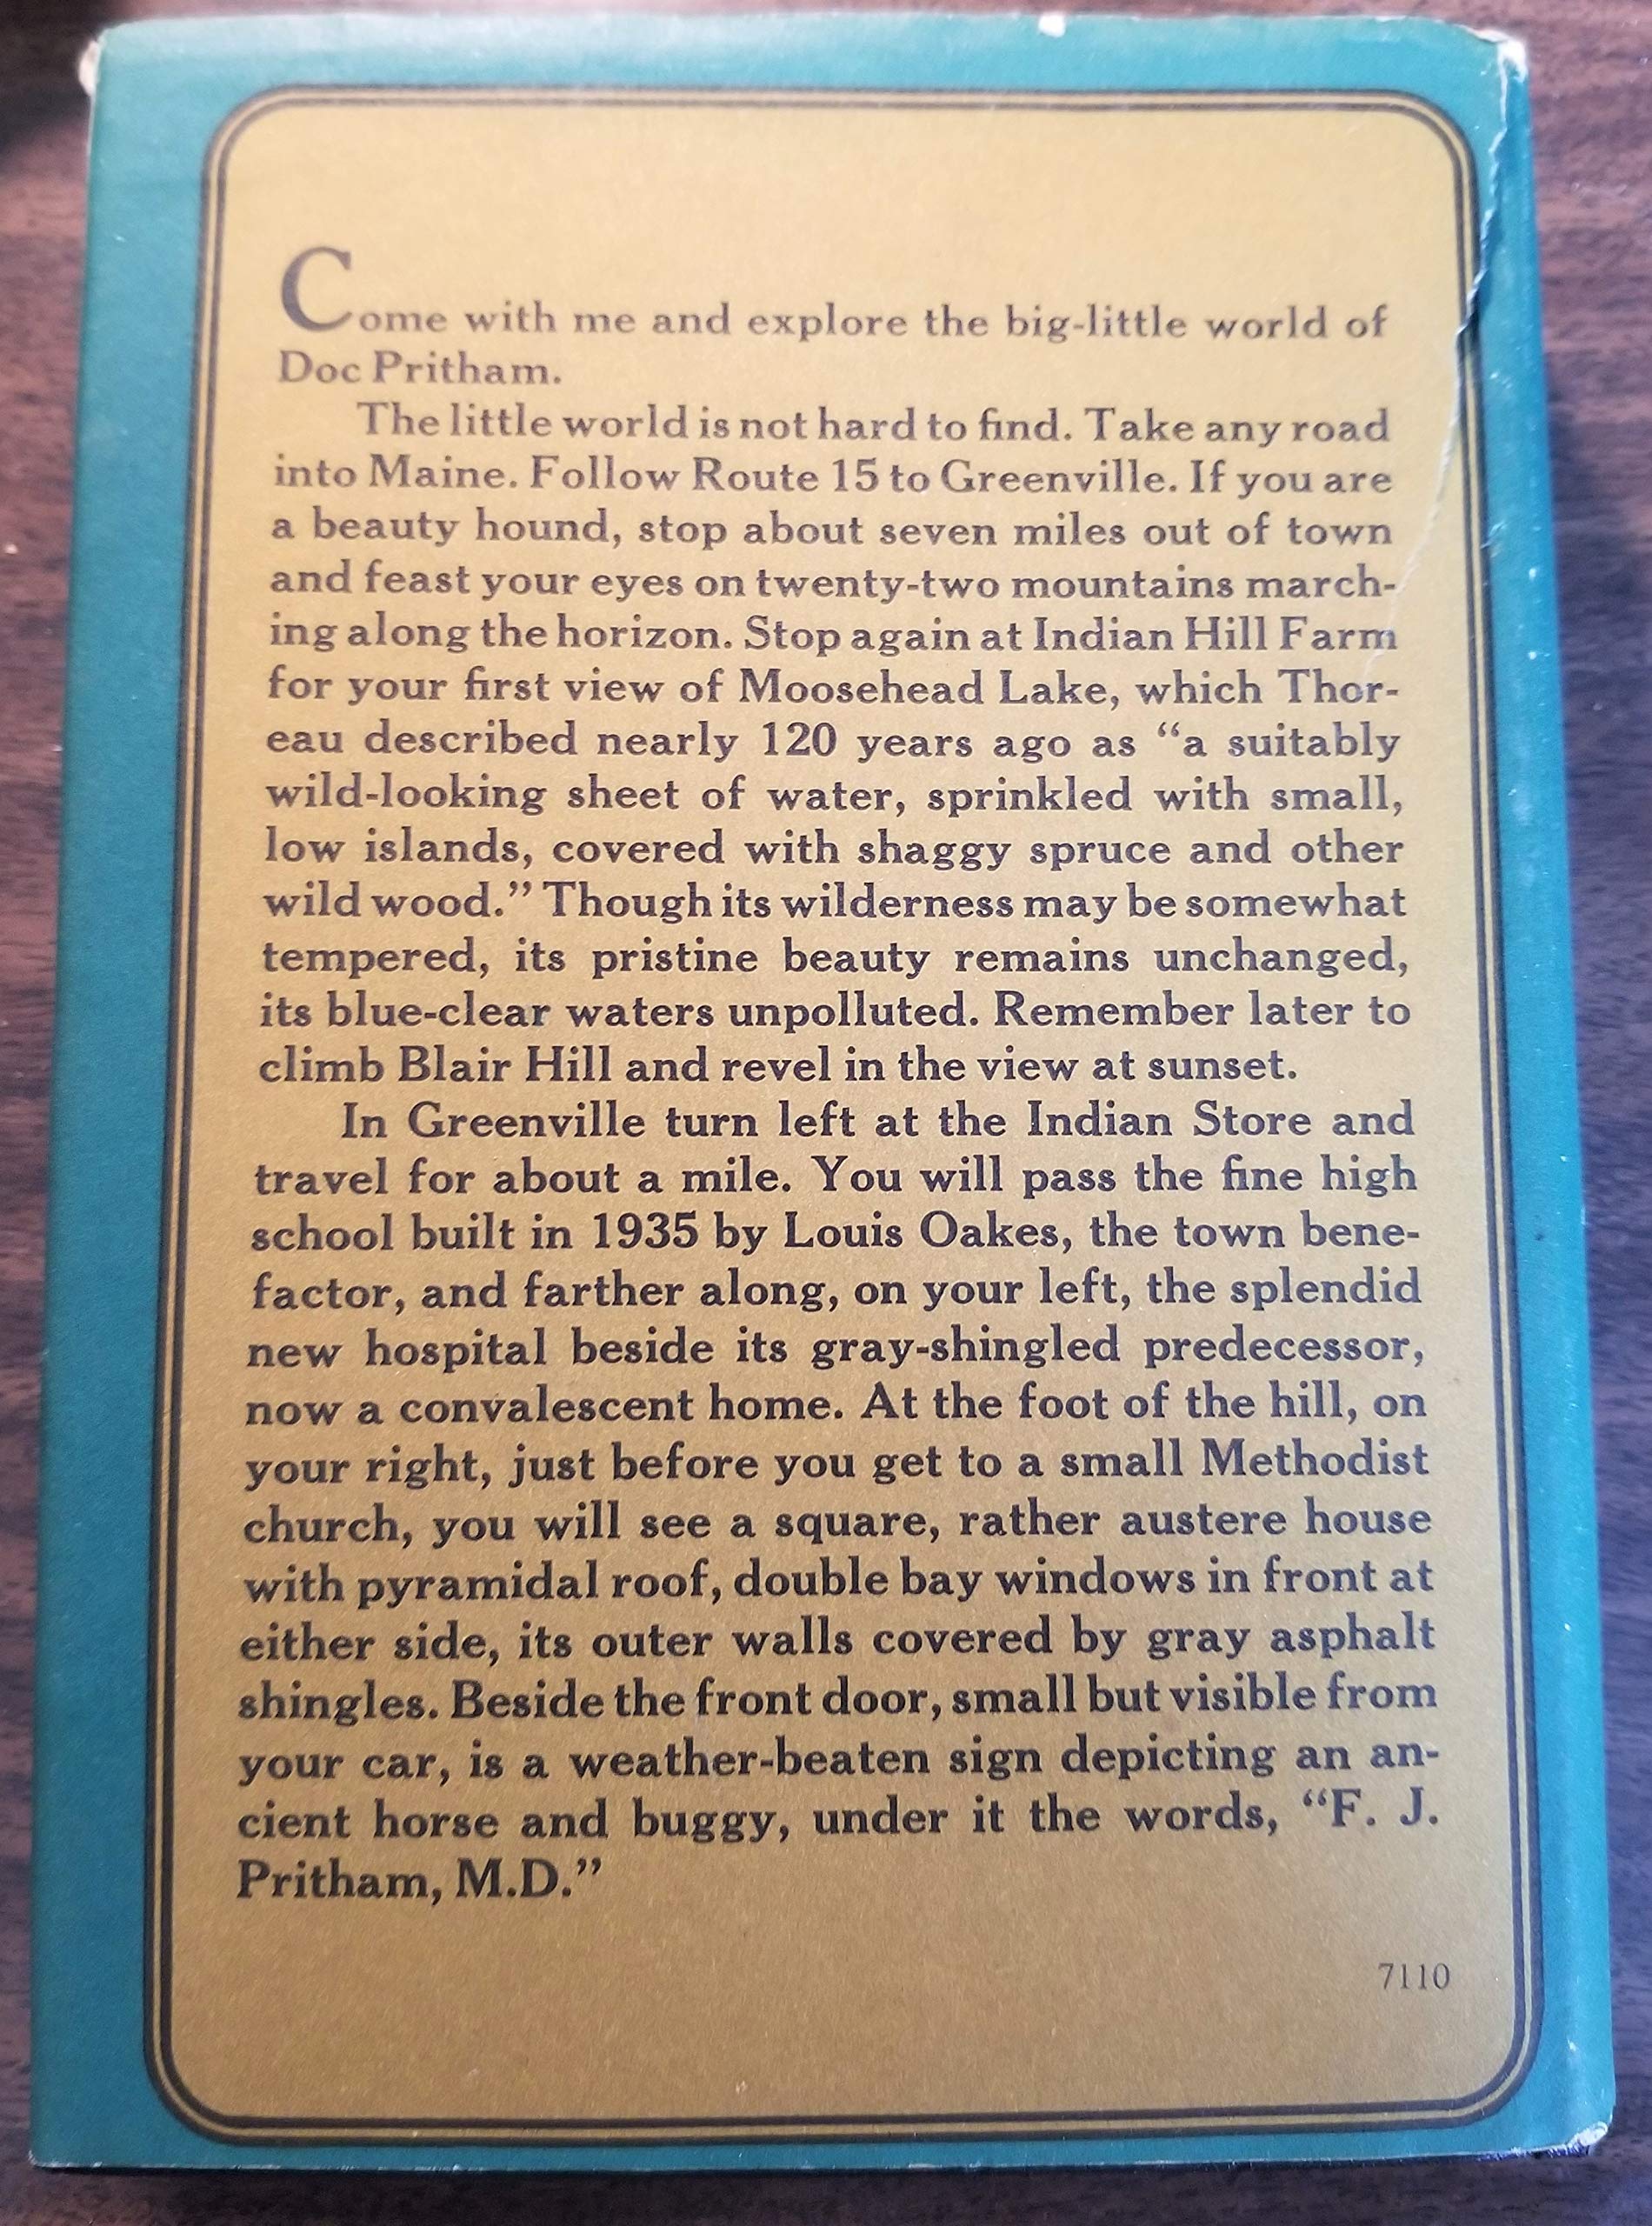 Come with me and explore the big-little world of
Doc Pritham.
The little world is not hard to find. Take any road
into Maine. Follow Route 15 to Greenville. If you are
a beauty hound, stop about seven miles out of town
and feast your eyes on twenty-two mountains march-
ing along the horizon. Stop again at Indian Hill Farm
for your first view of Moosehead Lake, which Thor-
eau described nearly 120 years ago as “a suitably
wild-looking sheet of water, sprinkled with small,
low islands, covered with shaggy spruce and other
wild wood.” Though its wilderness may be somewhat
tempered, its pristine beauty remains unchanged,
its blue-clear waters unpolluted. Remember later to
climb Blair Hill and revel in the view at sunset.
In Greenville turn left at the Indian Store and
travel for about a mile. You will pass the fine high
school built in 1935 by Louis Oakes, the town bene-
factor, and farther along, on your left, the splendid
new hospital beside its gray-shingled predecessor,
now a convalescent home. At the foot of the hill, on
your right, just before you get to a small Methodist
church, you will see a square, rather austere house
with pyramidal roof, double bay windows in front at
either side, its outer walls covered by gray asphalt
shingles. Beside the front door, small but visible from
your car, is a weather-beaten sign depicting an an-
cient horse and buggy, under it the words, “F. J.
Pritham, M.D.”
7110